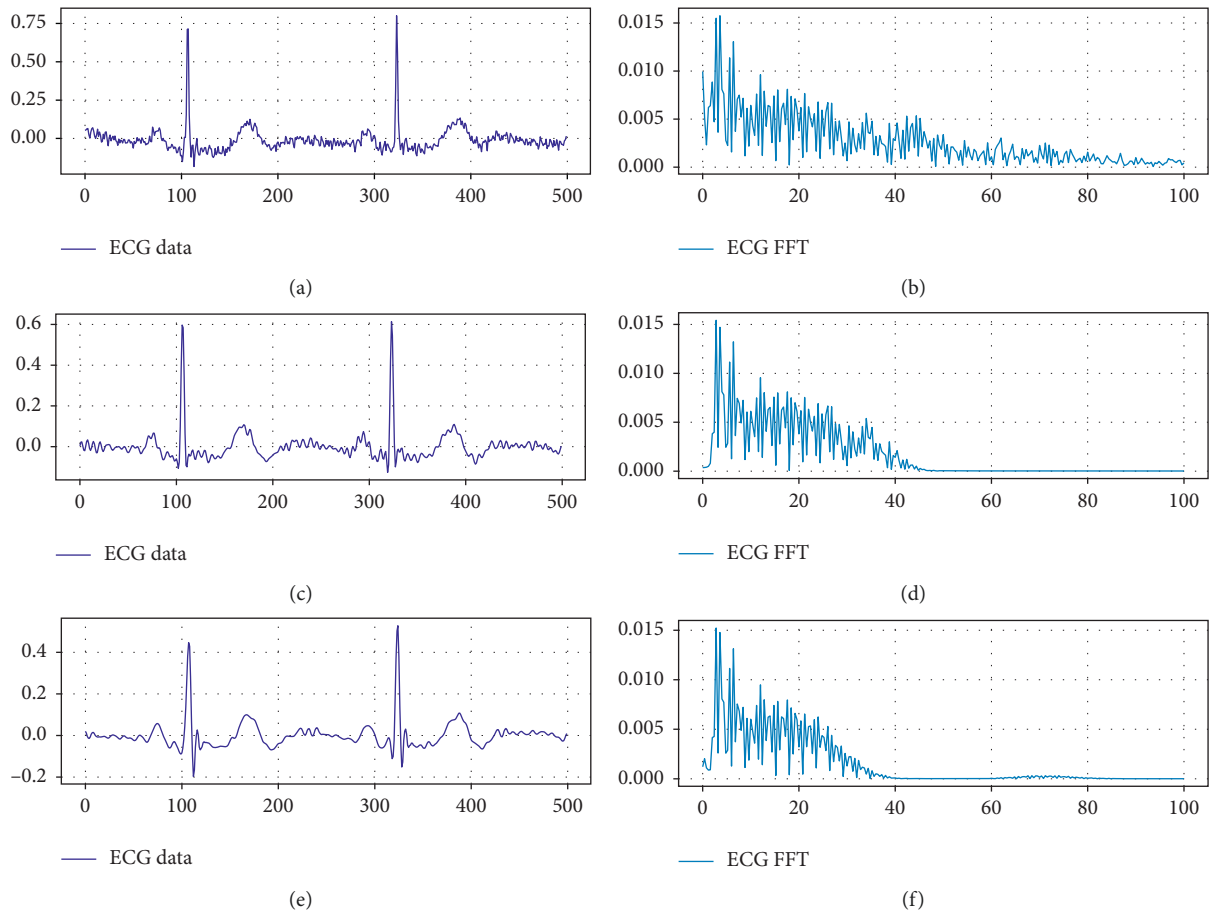 0.75
0.50
0.25
0.00
0 100 200 300 400 500
ECG data
(a)
0.015
0.010
0.005
0.000
0 20 40 60 80 100
ECG FFT
(b)
0.6
0.4
0.2
0.0
0 100 200 300 400 500
ECG data
(c)
0.015
0.010
0.005
0.000
0 20 40 60 80 100
ECG FFT
(d)
0.4
0.2
0.0
−0.2
0 100 200 300 400 500
ECG data
(e)
0.015
0.010
0.005
0.000
0 20 40 60 80 100
ECG FFT
(f)